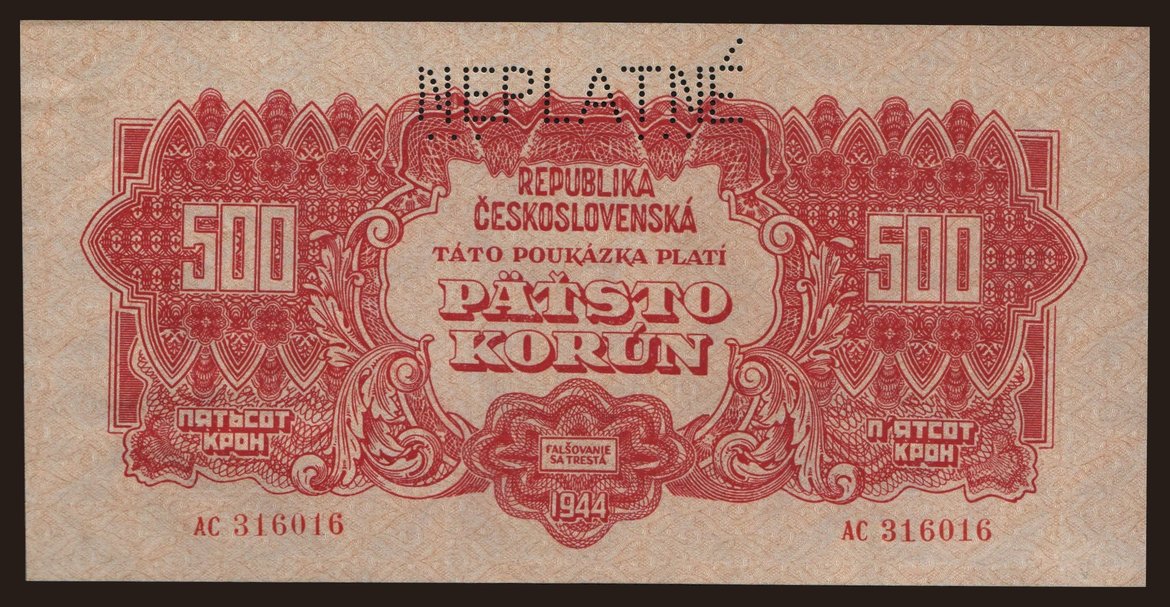 NEPLATNÉ
REPUBLIKA
ČESKOSLOVENSKÁ
500
500
TÁTO POUKÁZKA PLATÍ
PÄŤSTO
KORÚN
ПЯТЬСОТ
КРОН
П'ЯТСОТ
КРОН
FALŠOVANIE
SA TRESTÁ
1944
AC 316016
AC 316016